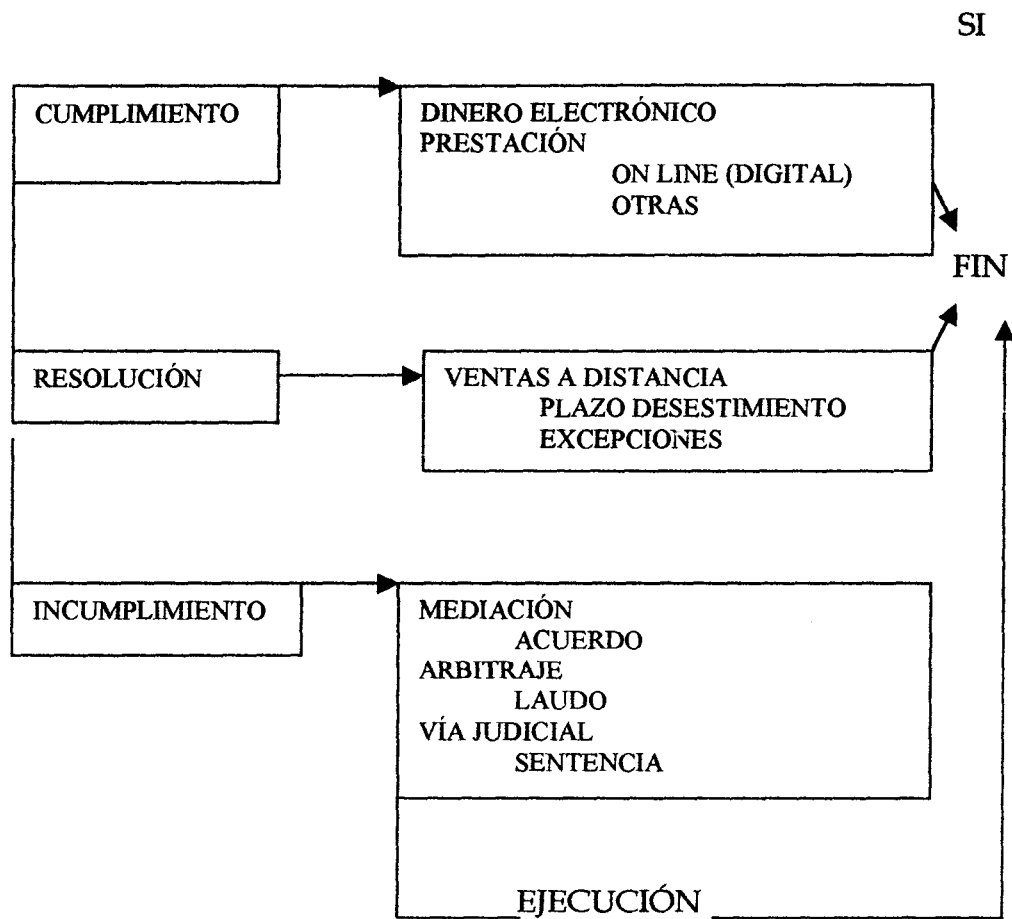 SI
CUMPLIMIENTO
DINERO ELECTRÓNICO
PRESTACIÓN
ON LINE (DIGITAL)
OTRAS
FIN
RESOLUCIÓN
VENTAS A DISTANCIA
PLAZO DESESTIMIENTO
EXCEPCIONES
INCUMPLIMIENTO
MEDIACIÓN
ACUERDO
ARBITRAJE
LAUDO
VÍA JUDICIAL
SENTENCIA
EJECUCIÓN